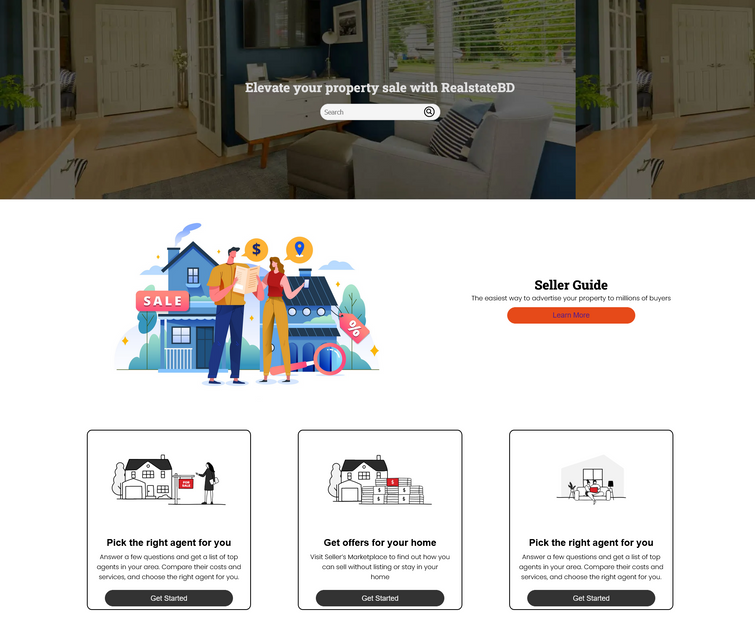 Elevate your property sale with RealstateBD
Search
$
SALE
%
Seller Guide
The easiest way to advertise your property to millions of buyers
Learn More
FOR
SALE
Pick the right agent for you
Answer a few questions and get a list of top
agents in your area. Compare their costs and
services, and choose the right agent for you.
Get Started
$
$ $
$ $ $
Get offers for your home
Visit Seller's Marketplace to find out how you
can sell without listing or stay in your
home
Get Started
Pick the right agent for you
Answer a few questions and get a list of top
agents in your area. Compare their costs and
services, and choose the right agent for you.
Get Started